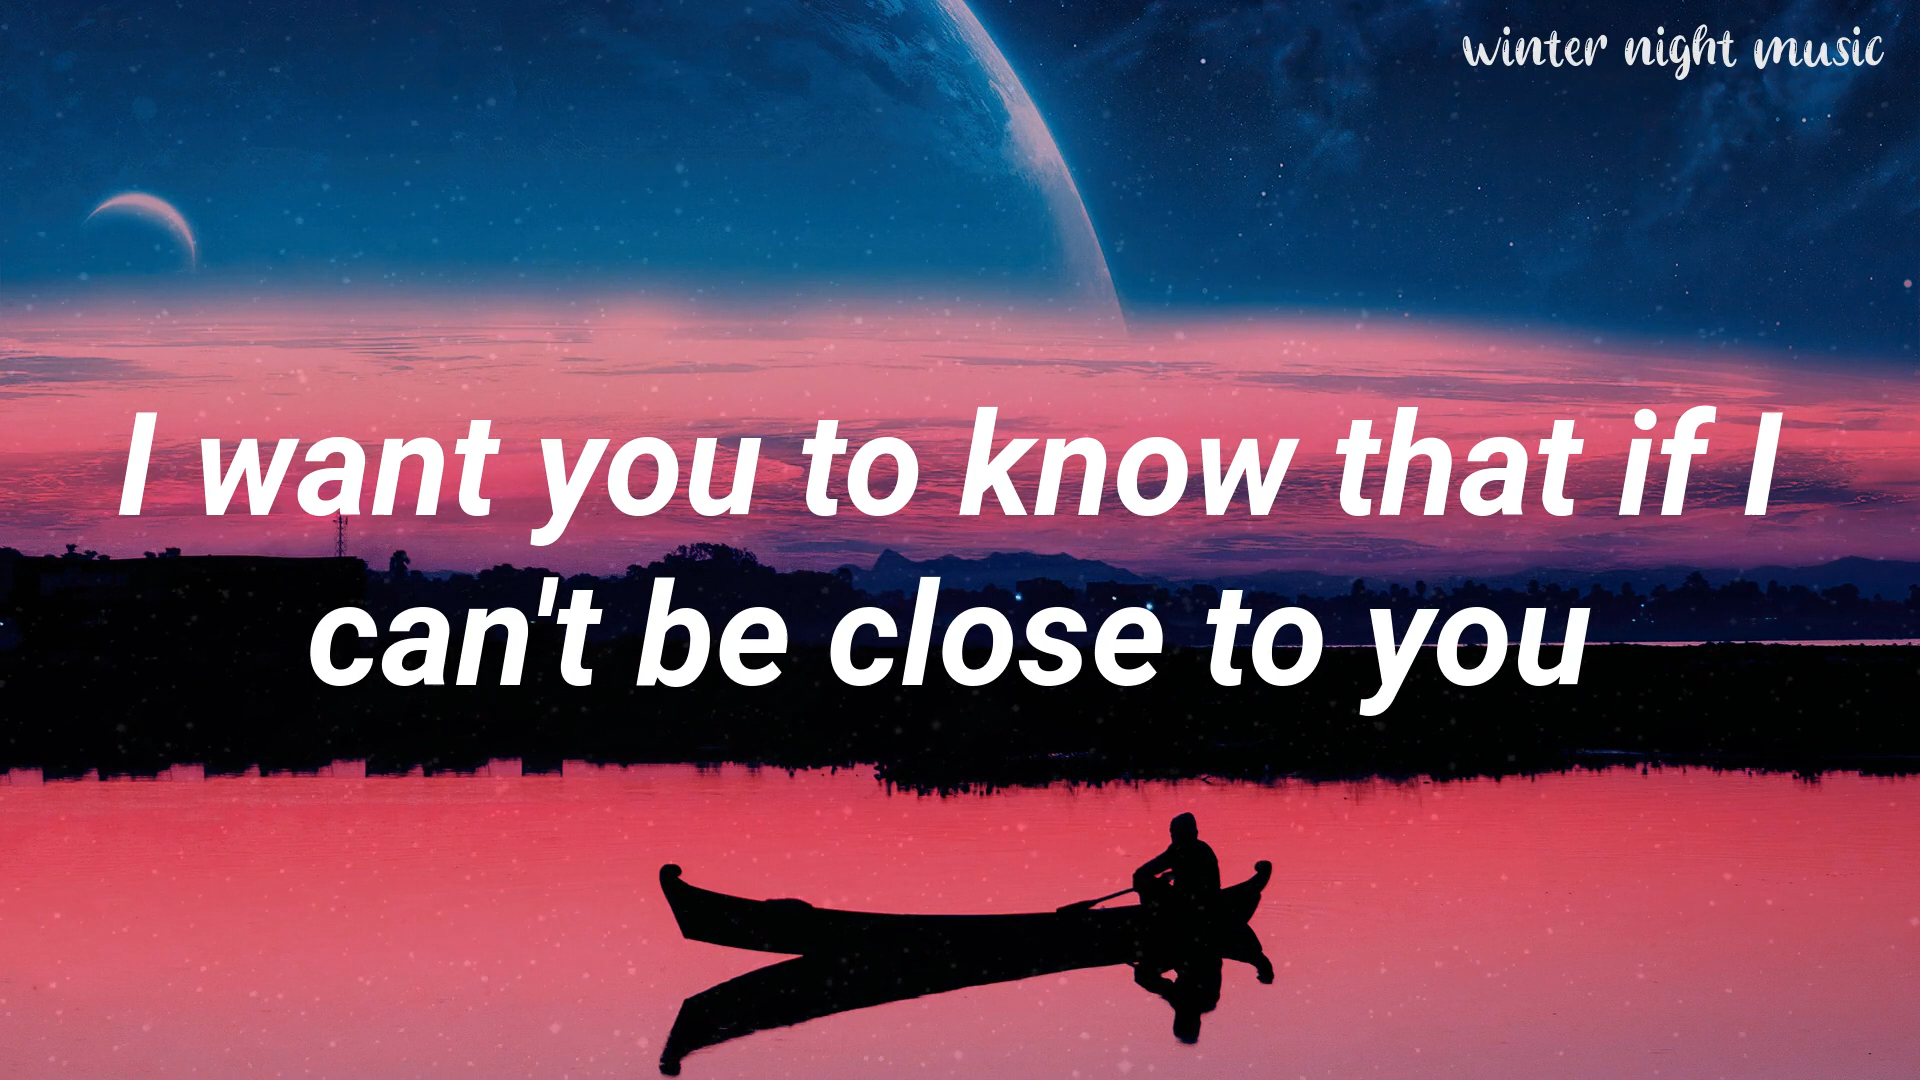 winter night music
I want you to know that if I
can't be close to you